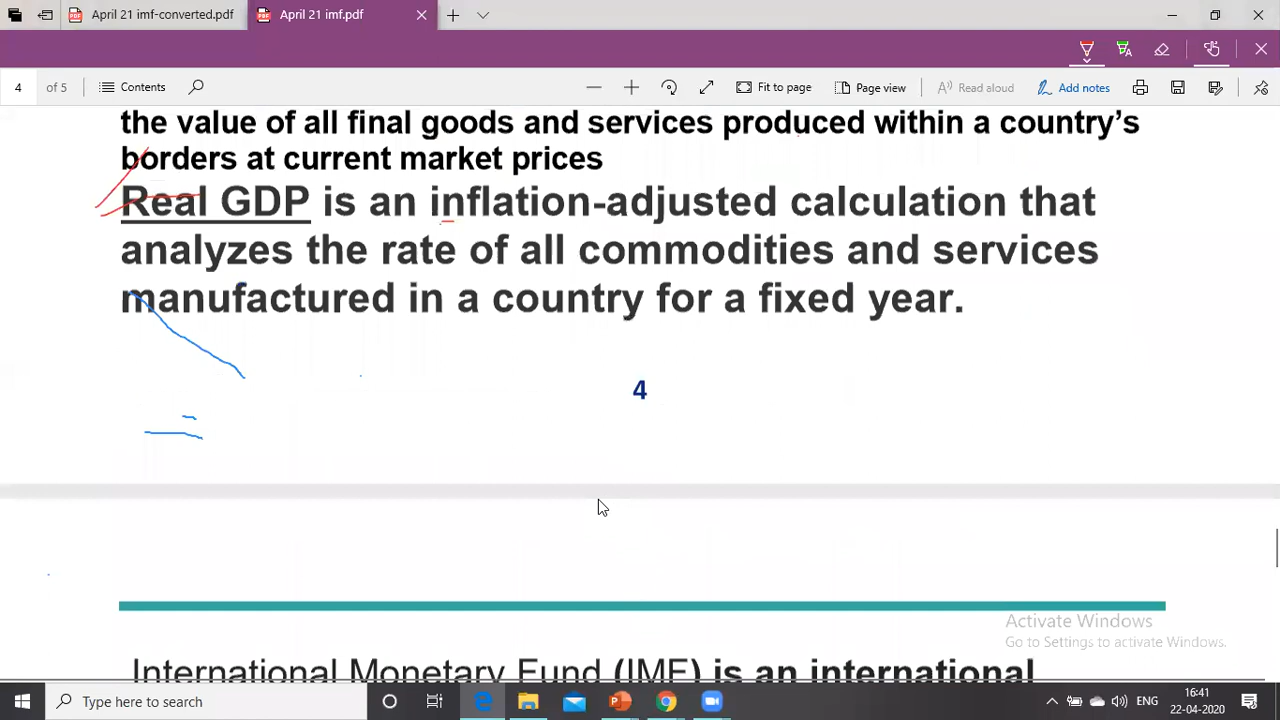 April 21 imf-converted.pdf
April 21 imf.pdf
4 of 5
Contents
Fit to page
Page view
Read aloud
Add notes
the value of all final goods and services produced within a country’s
borders at current market prices
Real GDP is an inflation-adjusted calculation that
analyzes the rate of all commodities and services
manufactured in a country for a fixed year.
4
Activate Windows
Go to Settings to activate Windows.
International Monetary Fund (IMF) is an international
Type here to search
ENG
16:41
22-04-2020